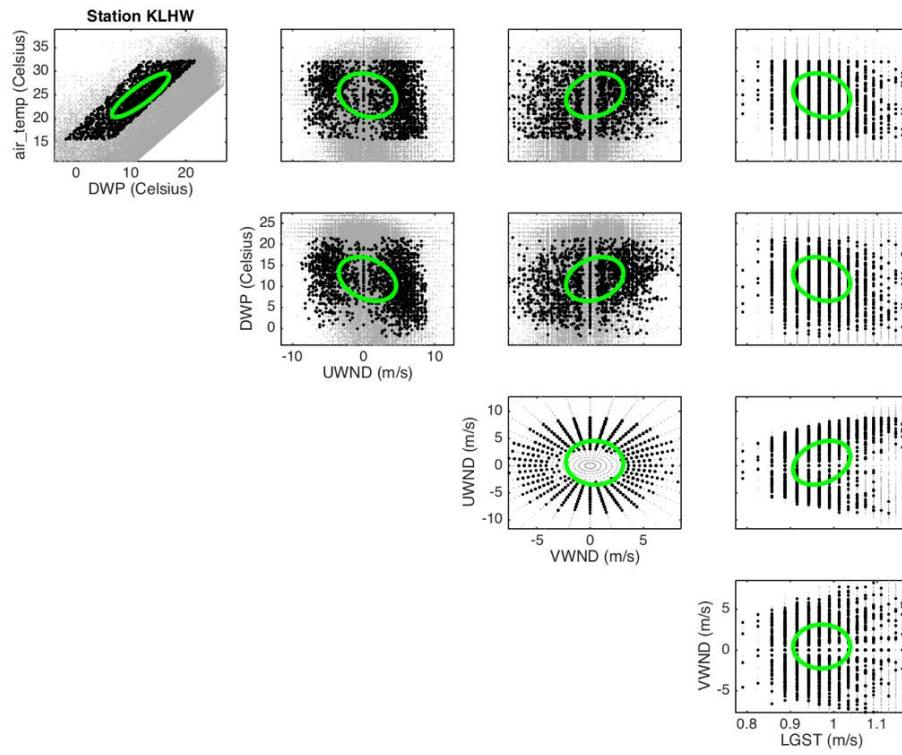 Station KLHW
35
30
25
20
15
air_temp (Celsius)
0 10 20
DWP (Celsius)
25
20
15
10
5
0
DWP (Celsius)
-10 0 10
UWND (m/s)
10
5
0
-5
-10
UWND (m/s)
-5 0 5
VWND (m/s)
5
0
-5
VWND (m/s)
0.8 0.9 1 1.1
LGST (m/s)